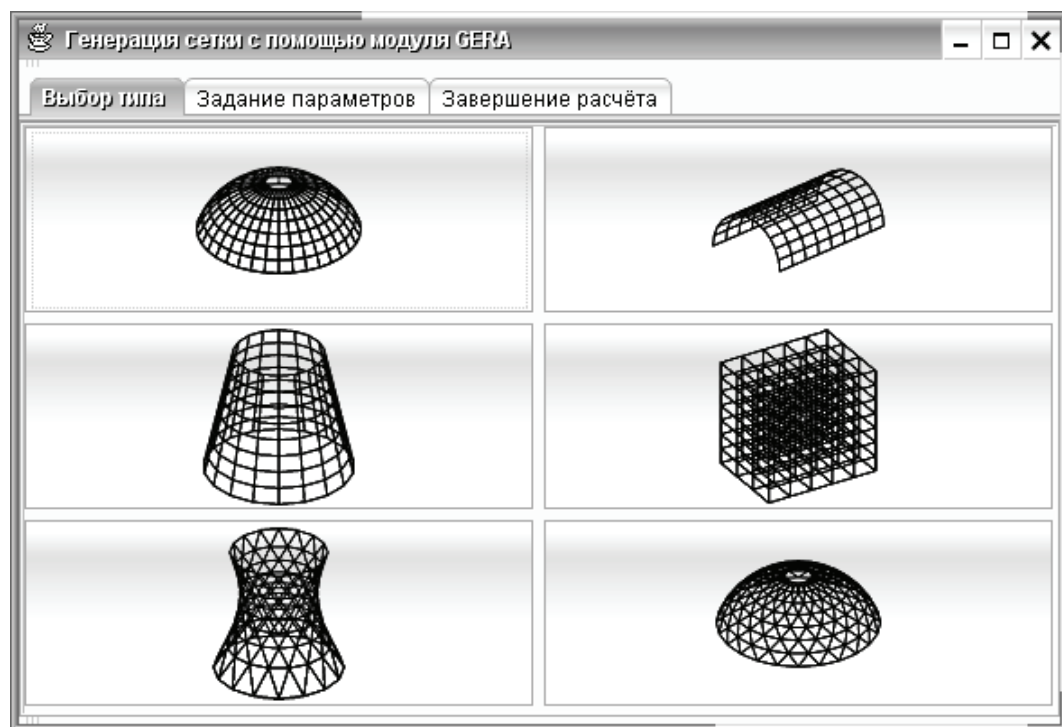 Генерация сетки с помощью модуля GERA
Выбор типа Задание параметров Завершение расчёта